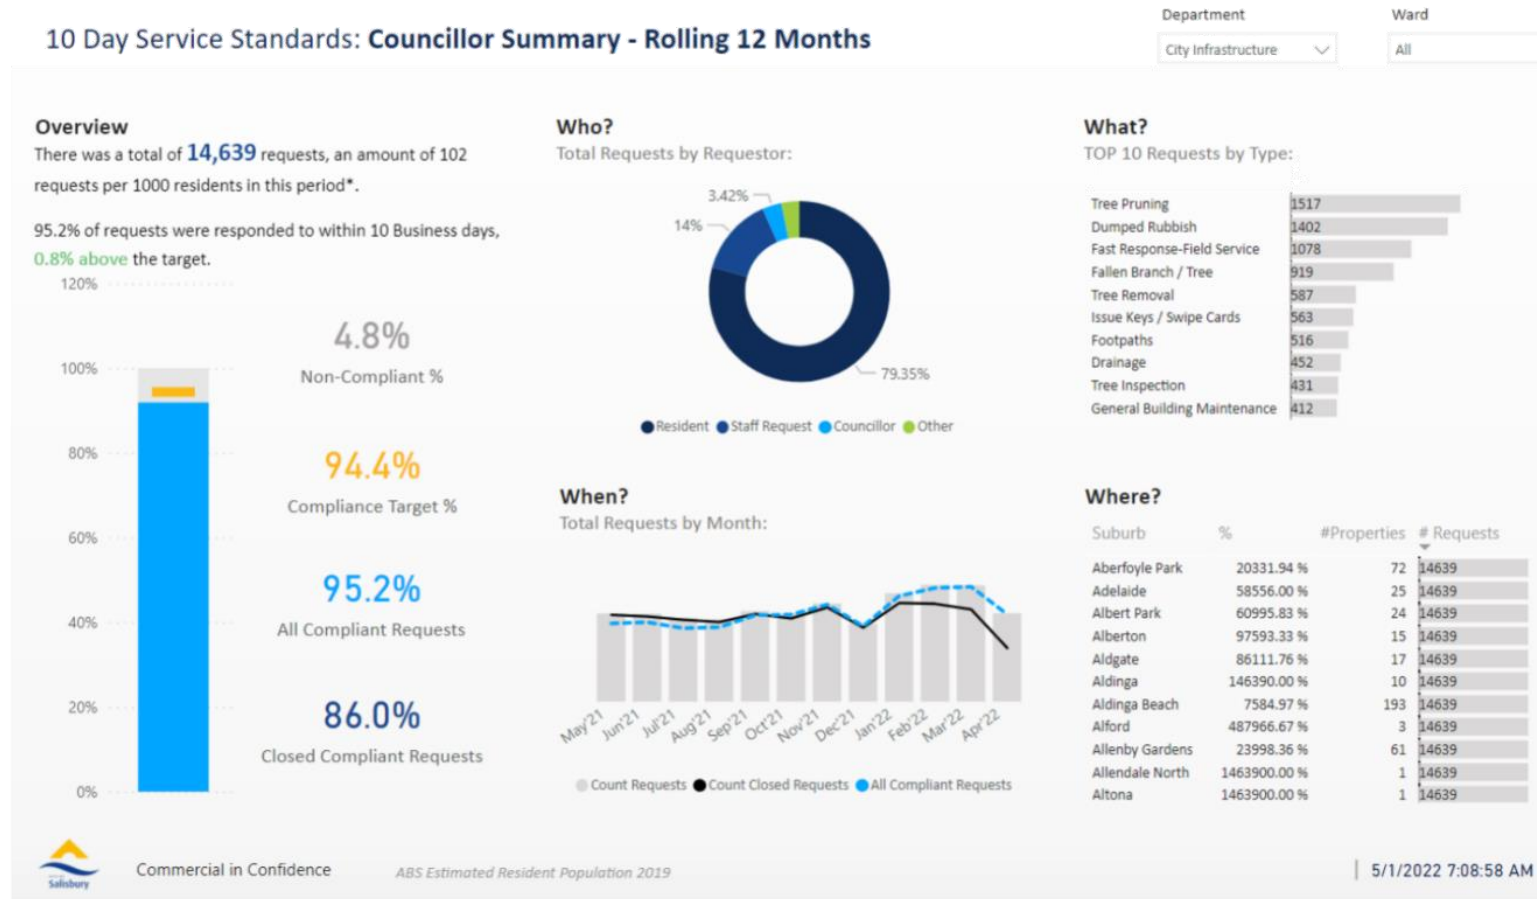 10 Day Service Standards: Councillor Summary - Rolling 12 Months
Department
City Infrastructure
Ward
All
Overview
There was a total of 14,639 requests, an amount of 102
requests per 1000 residents in this period*.
95.2% of requests were responded to within 10 Business days,
0.8% above the target.
120%
100%
80%
60%
40%
20%
0%
4.8%
Non-Compliant %
94.4%
Compliance Target %
95.2%
All Compliant Requests
86.0%
Closed Compliant Requests
Who?
Total Requests by Requestor:
3.42%
14%
79.35%
Resident Staff Request Councillor Other
When?
Total Requests by Month:
May'21 Jun'21 Jul'21 Aug'21 Sep'21 Oct'21 Nov'21 Dec'21 Jan'22 Feb'22 Mar'22 Apr'22
Count Requests Count Closed Requests All Compliant Requests
What?
TOP 10 Requests by Type:
Tree Pruning 1517
Dumped Rubbish 1402
Fast Response-Field Service 1078
Fallen Branch / Tree 919
Tree Removal 587
Issue Keys / Swipe Cards 563
Footpaths 516
Drainage 452
Tree Inspection 431
General Building Maintenance 412
Where?
Suburb % #Properties # Requests
Aberfoyle Park 20331.94 % 72 14639
Adelaide 58556.00 % 25 14639
Albert Park 60995.83 % 24 14639
Alberton 97593.33 % 15 14639
Aldgate 86111.76 % 17 14639
Aldinga 146390.00 % 10 14639
Aldinga Beach 7584.97 % 193 14639
Alford 487966.67 % 3 14639
Allenby Gardens 23998.36 % 61 14639
Allendale North 1463900.00 % 1 14639
Altona 1463900.00 % 1 14639
Salisbury
Commercial in Confidence
ABS Estimated Resident Population 2019
5/1/2022 7:08:58 AM